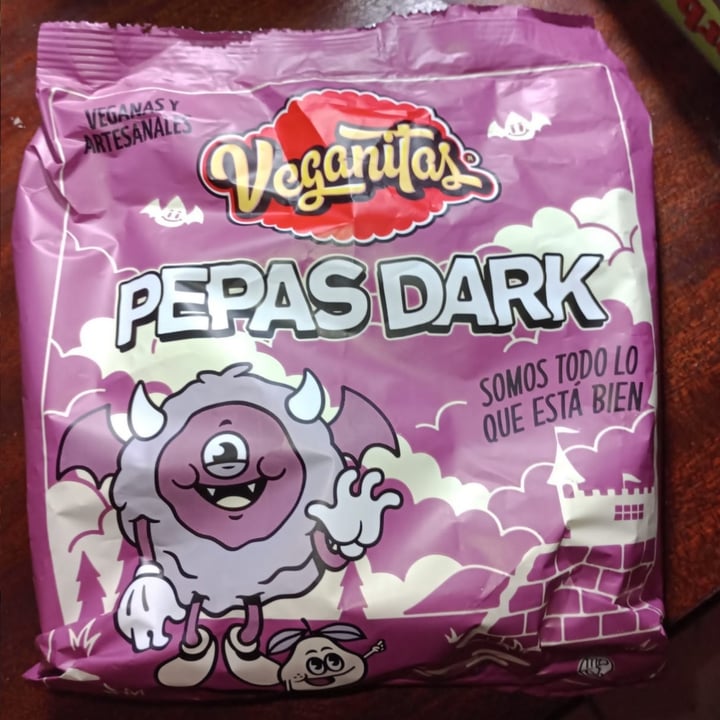 VEGANAS Y
ARTESANALES
Veganitas
PEPAS DARK
SOMOS TODO LO
QUE ESTÁ BIEN